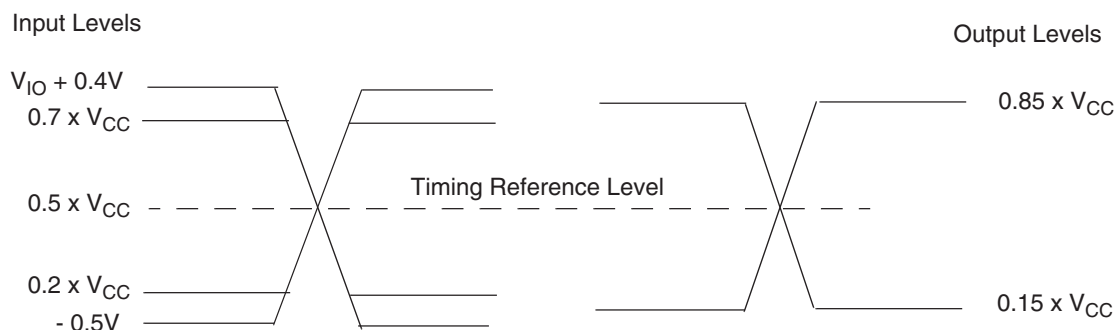 Input Levels
Output Levels
V_IO + 0.4V
0.7 x V_CC
0.85 x V_CC
Timing Reference Level
0.5 x V_CC
0.2 x V_CC
0.15 x V_CC
- 0.5V